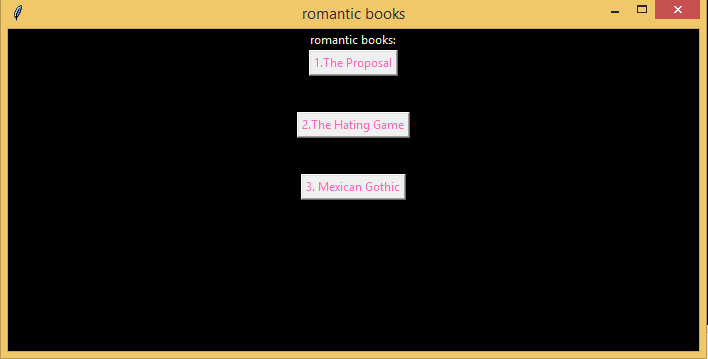 romantic books
romantic books:
1.The Proposal
2.The Hating Game
3. Mexican Gothic